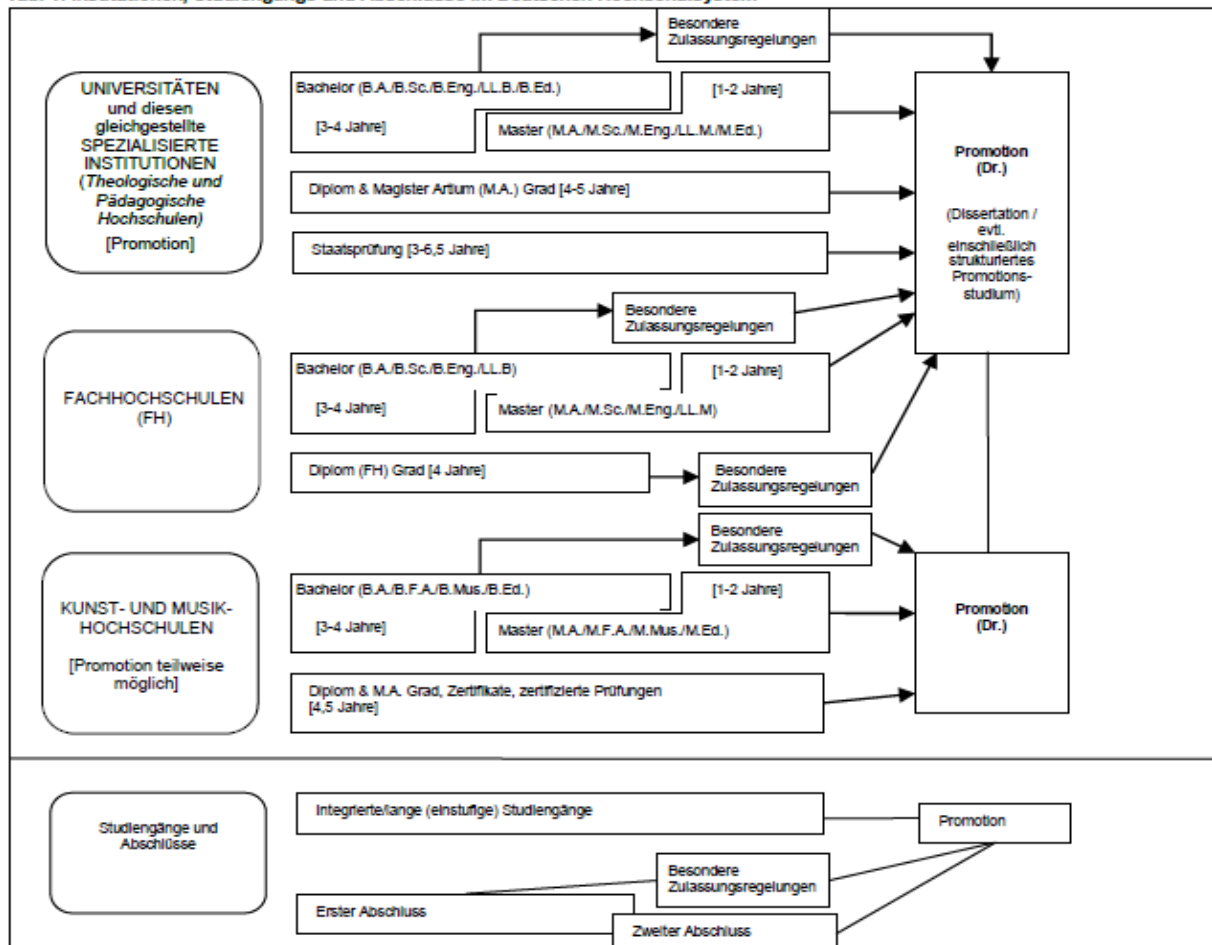 Besondere
Zulassungsregelungen
UNIVERSITÄTEN
und diesen
gleichgestellte
SPEZIALISIERTE
INSTITUTIONEN
(Theologische und
Pädagogische
Hochschulen)
[Promotion]
Bachelor (B.A./B.Sc./B.Eng./LL.B./B.Ed.)
[3-4 Jahre]
[1-2 Jahre]
Master (M.A./M.Sc./M.Eng./LL.M./M.Ed.)
Diplom & Magister Artium (M.A.) Grad [4-5 Jahre]
Staatsprüfung [3-6,5 Jahre]
Promotion
(Dr.)
(Dissertation /
evtl.
einschließlich
strukturiertes
Promotions-
studium)
Besondere
Zulassungsregelungen
FACHHOCHSCHULEN
(FH)
Bachelor (B.A./B.Sc./B.Eng./LL.B)
[3-4 Jahre]
[1-2 Jahre]
Master (M.A./M.Sc./M.Eng./LL.M)
Diplom (FH) Grad [4 Jahre]
Besondere
Zulassungsregelungen
Besondere
Zulassungsregelungen
KUNST- UND MUSIK-
HOCHSCHULEN
[Promotion teilweise
möglich]
Bachelor (B.A./B.F.A./B.Mus./B.Ed.)
[3-4 Jahre]
[1-2 Jahre]
Master (M.A./M.F.A./M.Mus./M.Ed.)
Diplom & M.A. Grad, Zertifikate, zertifizierte Prüfungen
[4,5 Jahre]
Promotion
(Dr.)
Studiengänge und
Abschlüsse
Integrierte/lange (einstufige) Studiengänge
Promotion
Besondere
Zulassungsregelungen
Erster Abschluss
Zweiter Abschluss